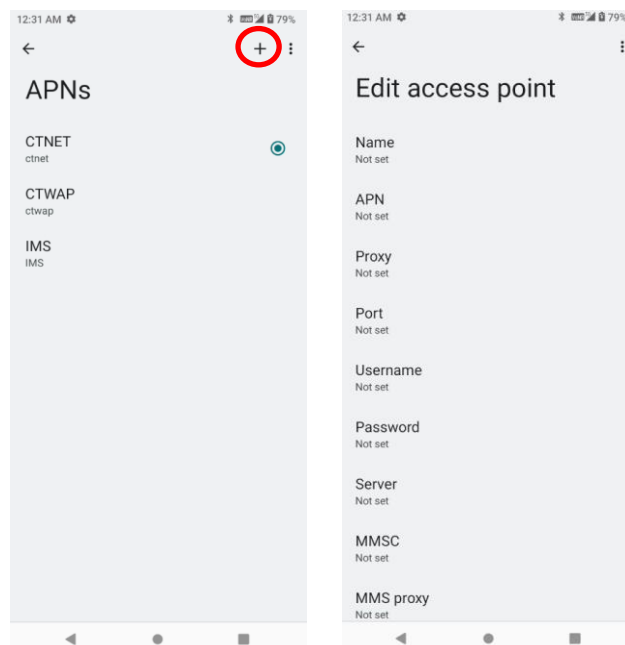 12:31 AM 79%
APNs
CTNET
ctnet
CTWAP
ctwap
IMS
IMS
12:31 AM 79%
Edit access point
Name
Not set
APN
Not set
Proxy
Not set
Port
Not set
Username
Not set
Password
Not set
Server
Not set
MMSC
Not set
MMS proxy
Not set